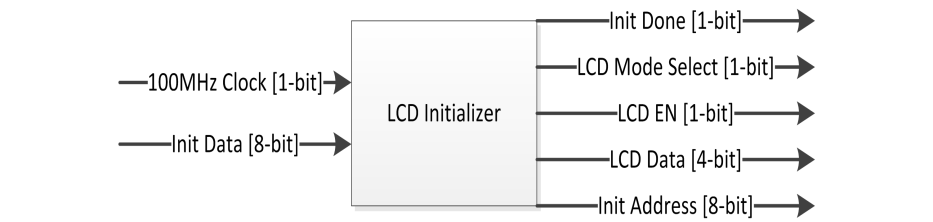 Init Done [1-bit]
LCD Mode Select [1-bit]
100MHz Clock [1-bit]
LCD EN [1-bit]
LCD Initializer
Init Data [8-bit]
LCD Data [4-bit]
Init Address [8-bit]